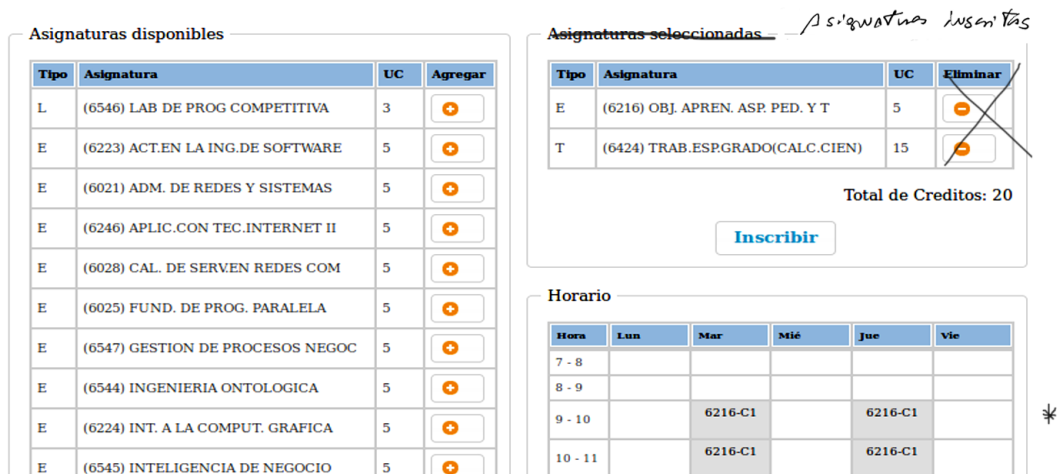 Asignaturas disponibles
Tipo Asignatura UC Agregar
L (6546) LAB DE PROG COMPETITIVA 3
E (6223) ACT.EN LA ING.DE SOFTWARE 5
E (6021) ADM. DE REDES Y SISTEMAS 5
E (6246) APLIC.CON TEC.INTERNET II 5
E (6028) CAL. DE SERV.EN REDES COM 5
E (6025) FUND. DE PROG. PARALELA 5
E (6547) GESTION DE PROCESOS NEGOC 5
E (6544) INGENIERIA ONTOLOGICA 5
E (6224) INT. A LA COMPUT. GRAFICA 5
E (6545) INTELIGENCIA DE NEGOCIO 5
Asignaturas inscritas
Asignaturas seleccionadas
Tipo Asignatura UC Eliminar
E (6216) OBJ. APREN. ASP. PED. Y T 5
T (6424) TRAB.ESP.GRADO(CALC.CIEN) 15
Total de Creditos: 20
Inscribir
Horario
Hora Lun Mar Mié Jue Vie
7 - 8
8 - 9
9 - 10 6216-C1 6216-C1 *
10 - 11 6216-C1 6216-C1